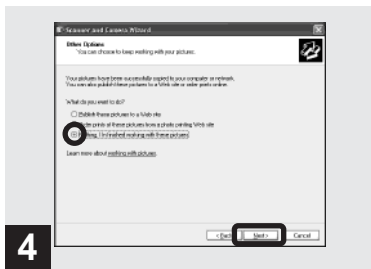 Scanner and Camera Wizard
Other Options
You can choose to keep working with your pictures.
Your pictures have been successfully copied to your computer or network.
You can also publish these pictures to a Web site or order prints online.
What do you want to do?
Publish these pictures to a Web site
prints of these pictures from a photo printing Web site
I'm finished working with these pictures
Learn more about working with pictures.
Next >
Cancel
4